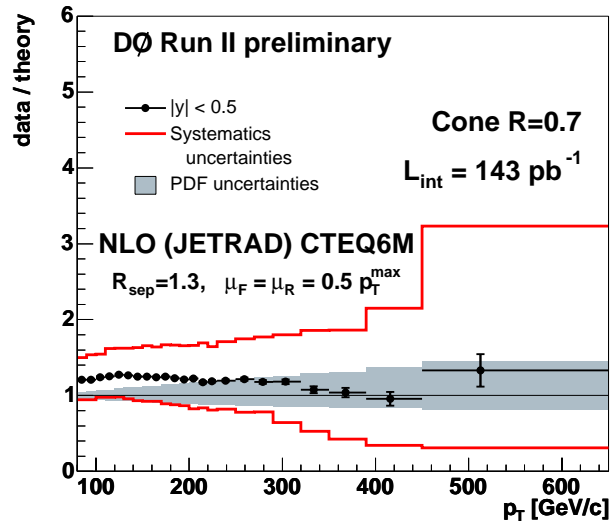 data / theory
6
5
4
3
2
1
0
DØ Run II preliminary
|y| < 0.5
Systematics
uncertainties
PDF uncertainties
Cone R=0.7
L_int = 143 pb^-1
NLO (JETRAD) CTEQ6M
R_sep=1.3, μ_F = μ_R = 0.5 p_T^max
100 200 300 400 500 600
p_T [GeV/c]